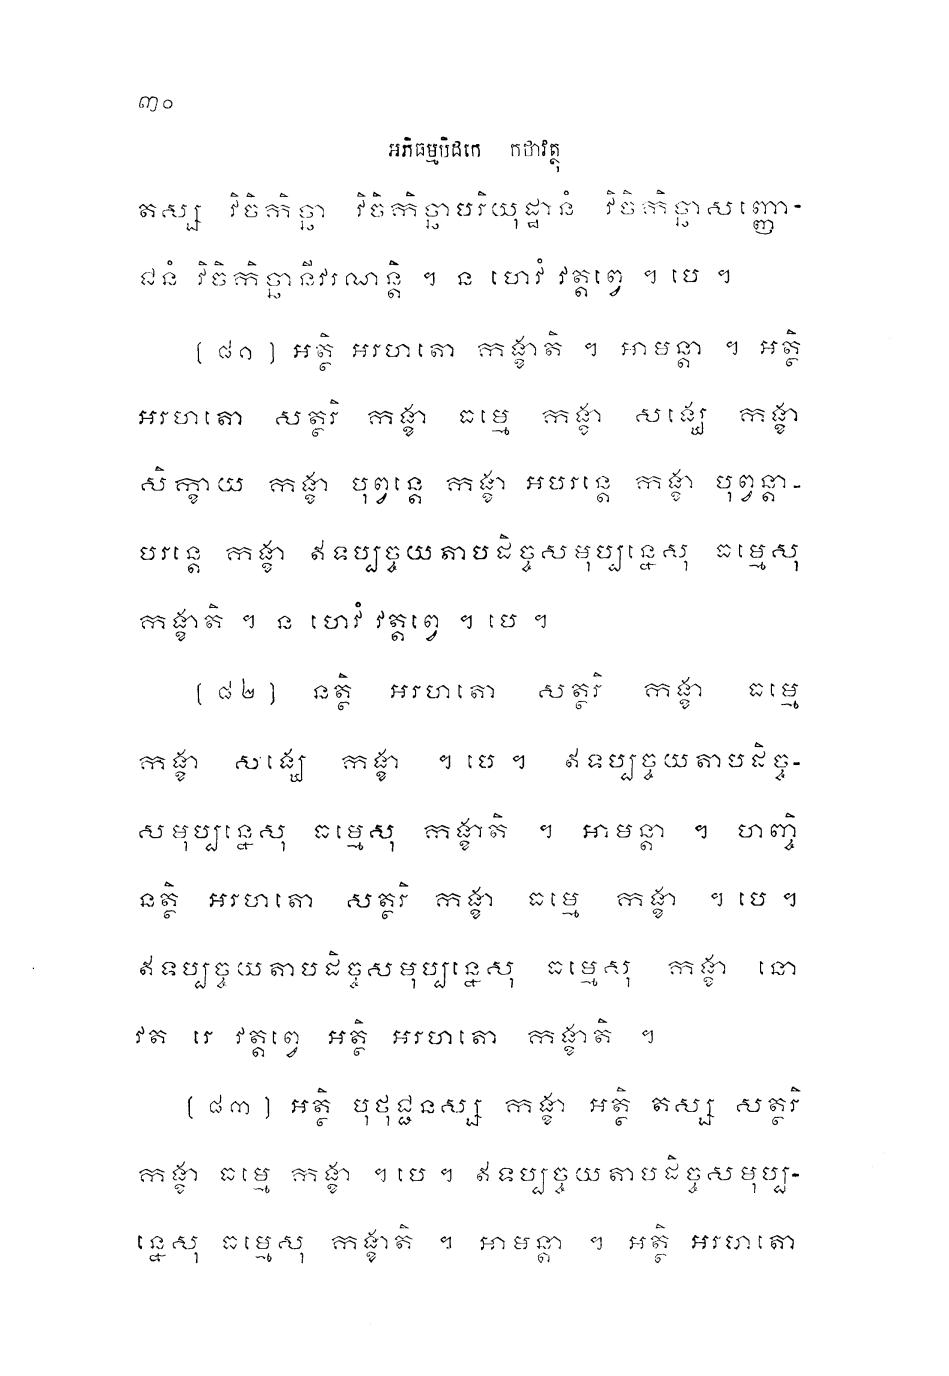 ៣០
អភិធម្មបិដកេ កថាវត្ថុ
តស្ស វិចិកិច្ឆា វិចិកិច្ឆាបរិយុដ្ឋានំ វិចិកិច្ឆាសញ្ញោ-
ជនំ វិចិកិច្ឆានីវរណន្តិ ។ ន ហេវំ វត្តព្វេ ។ បេ ។
[ ៨១ ] អត្ថិ អរហតោ កង្ខាតិ ។ អាមន្តា ។ អត្ថិ
អរហតោ សត្ថរិ កង្ខា ធម្មេ កង្ខា សង្ឃេ កង្ខា
សិក្ខាយ កង្ខា បុព្វន្តេ កង្ខា អបរន្តេ កង្ខា បុព្វន្តា-
បរន្តេ កង្ខា ឥទប្បច្ចយតាបដិច្ចសមុប្បន្នេសុ ធម្មេសុ
កង្ខាតិ ។ ន ហេវំ វត្តព្វេ ។ បេ ។
[ ៨២ ] នត្ថិ អរហតោ សត្ថរិ កង្ខា ធម្មេ
កង្ខា សង្ឃេ កង្ខា ។ បេ ។ ឥទប្បច្ចយតាបដិច្ច-
សមុប្បន្នេសុ ធម្មេសុ កង្ខាតិ ។ អាមន្តា ។ ហញ្ចិ
នត្ថិ អរហតោ សត្ថរិ កង្ខា ធម្មេ កង្ខា ។ បេ ។
ឥទប្បច្ចយតាបដិច្ចសមុប្បន្នេសុ ធម្មេសុ កង្ខា នោ
វត រេ វត្តព្វេ អត្ថិ អរហតោ កង្ខាតិ ។
[ ៨៣ ] អត្ថិ បុថុជ្ជនស្ស កង្ខា អត្ថិ តស្ស សត្ថរិ
កង្ខា ធម្មេ កង្ខា ។ បេ ។ ឥទប្បច្ចយតាបដិច្ចសមុប្ប-
ន្នេសុ ធម្មេសុ កង្ខាតិ ។ អាមន្តា ។ អត្ថិ អរហតោ